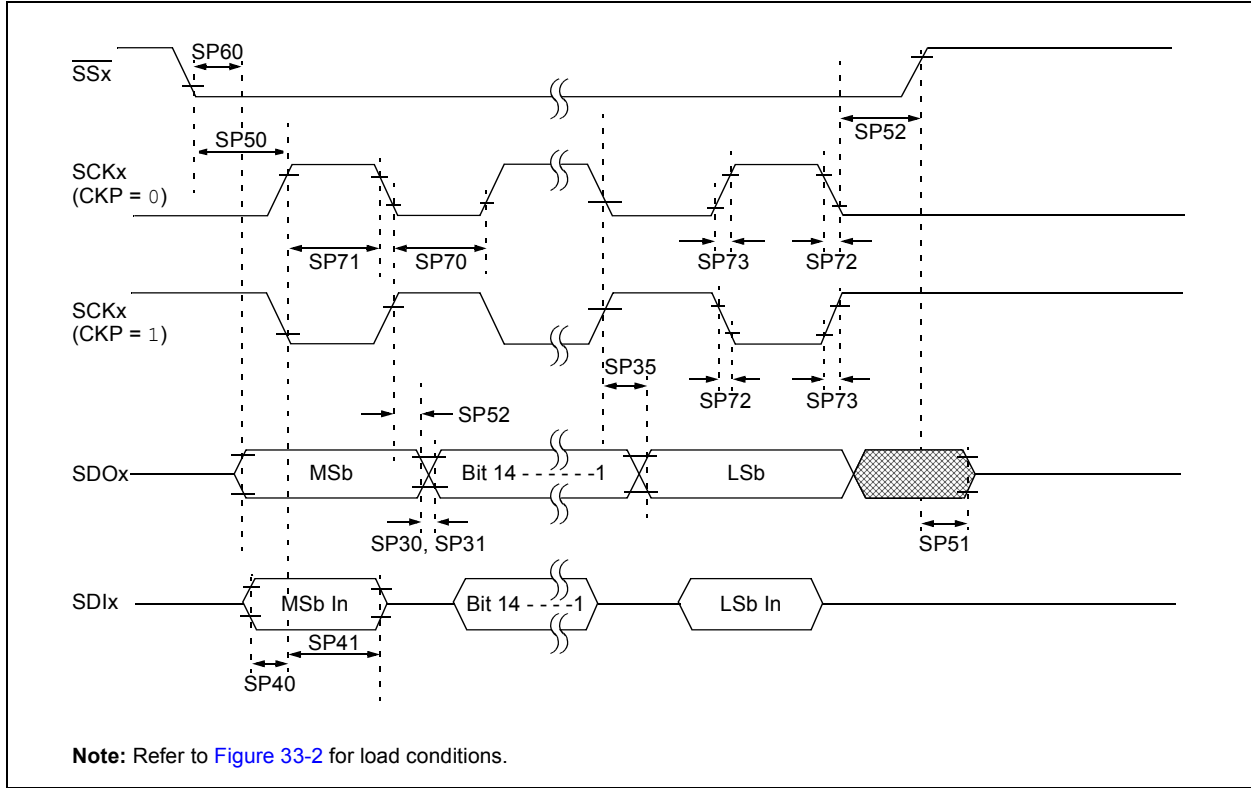 SP60
SSx
SP50
SP52
SCKx
(CKP = 0)
SP71
SP70
SP73
SP72
SCKx
(CKP = 1)
SP35
SP72
SP73
SP52
SDOx
MSb
Bit 14 - - - - - -1
LSb
SP30, SP31
SP51
SDIx
MSb In
Bit 14 - - - -1
LSb In
SP41
SP40
Note: Refer to Figure 33-2 for load conditions.